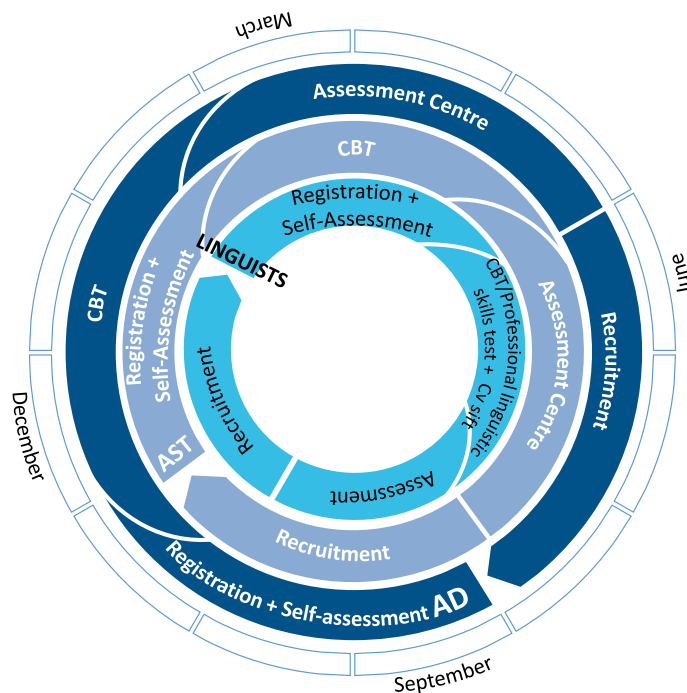 March
Assessment Centre
CBT
Registration +
Self-Assessment
LINGUISTS
CBT/Professional linguistic
skills test + Cv sift
Assessment
Recruitment
Registration +
Self-Assessment
AST
CBT
Assessment Centre
Recruitment
June
Recruitment
December
Registration + Self-assessment AD
September